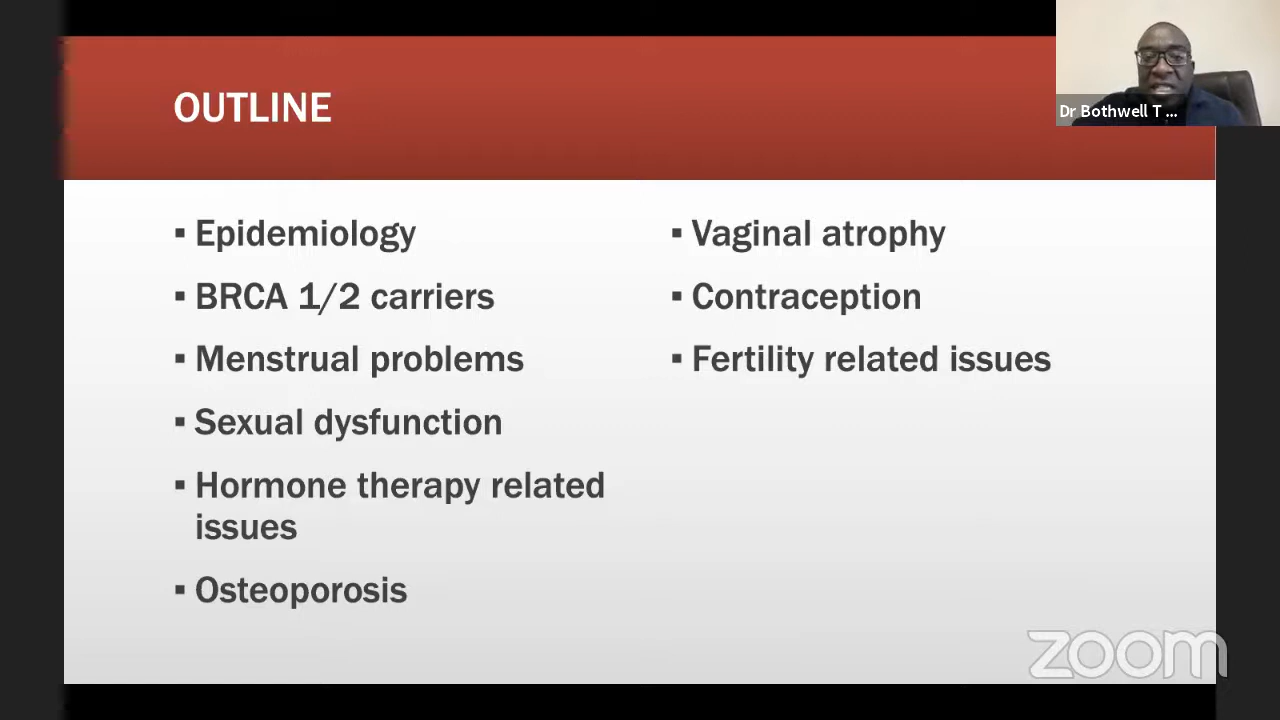 OUTLINE
Dr Bothwell T ...
▪ Epidemiology
▪ BRCA 1/2 carriers
▪ Menstrual problems
▪ Sexual dysfunction
▪ Hormone therapy related
issues
▪ Osteoporosis
▪ Vaginal atrophy
▪ Contraception
▪ Fertility related issues
zoom